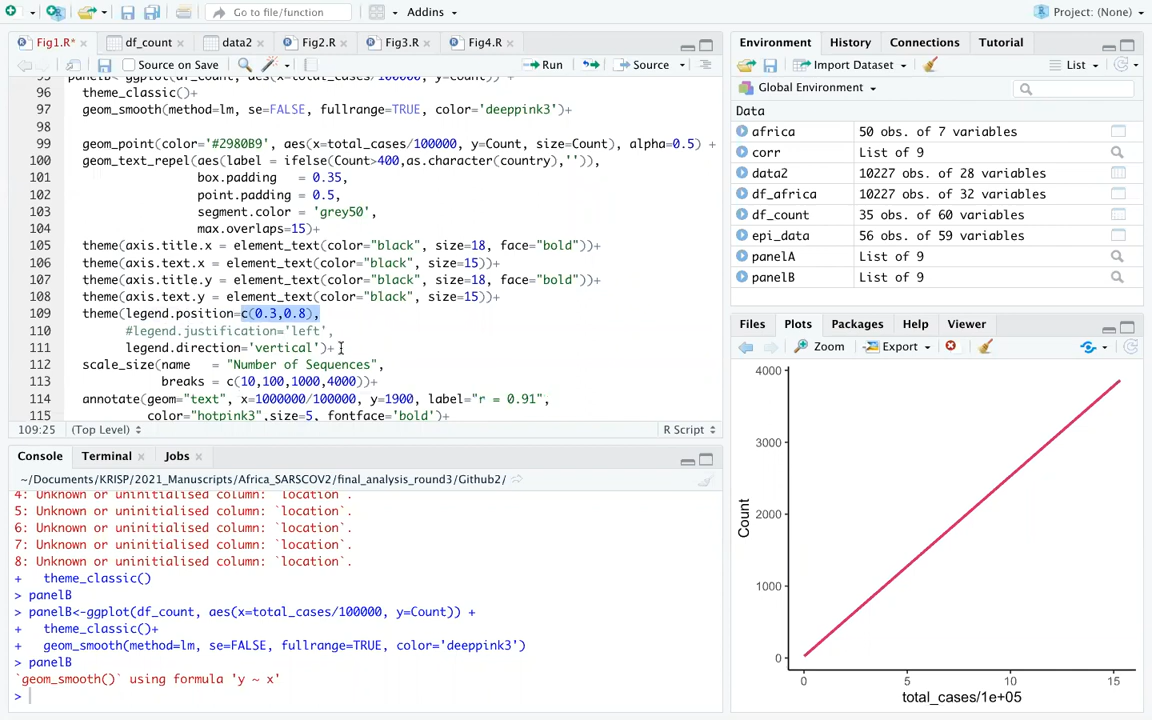 Go to file/function
Addins
Project: (None)
Fig1.R*
df_count
data2
Fig2.R
Fig3.R
Fig4.R
Source on Save
Run
Source
95 panelB<-ggplot(df_count, aes(x=total_cases/100000, y=Count)) +
96 theme_classic()+
97 geom_smooth(method=lm, se=FALSE, fullrange=TRUE, color='deeppink3')+
98
99 geom_point(color='#2980B9', aes(x=total_cases/100000, y=Count, size=Count), alpha=0.5) +
100 geom_text_repel(aes(label = ifelse(Count>400,as.character(country),'')),
101 box.padding   = 0.35,
102 point.padding = 0.5,
103 segment.color = 'grey50',
104 max.overlaps=15)+
105 theme(axis.title.x = element_text(color="black", size=18, face="bold"))+
106 theme(axis.text.x = element_text(color="black", size=15))+
107 theme(axis.title.y = element_text(color="black", size=18, face="bold"))+
108 theme(axis.text.y = element_text(color="black", size=15))+
109 theme(legend.position=c(0.3,0.8),
110 #legend.justification='left',
111 legend.direction='vertical')+
112 scale_size(name   = "Number of Sequences",
113 breaks = c(10,100,1000,4000))+
114 annotate(geom="text", x=1000000/100000, y=1900, label="r = 0.91",
115 color="hotpink3",size=5, fontface='bold')+
109:25 (Top Level) R Script
Console Terminal Jobs
~/Documents/KRISP/2021_Manuscripts/Africa_SARSCOV2/final_analysis_round3/Github2/
4: Unknown or uninitialised column: `location`.
5: Unknown or uninitialised column: `location`.
6: Unknown or uninitialised column: `location`.
7: Unknown or uninitialised column: `location`.
8: Unknown or uninitialised column: `location`.
+   theme_classic()
> panelB
> panelB<-ggplot(df_count, aes(x=total_cases/100000, y=Count)) +
+   theme_classic()+
+   geom_smooth(method=lm, se=FALSE, fullrange=TRUE, color='deeppink3')
> panelB
`geom_smooth()` using formula 'y ~ x'
>
Environment History Connections Tutorial
Import Dataset
List
Global Environment
Data
africa 50 obs. of 7 variables
corr List of 9
data2 10227 obs. of 28 variables
df_africa 10227 obs. of 32 variables
df_count 35 obs. of 60 variables
epi_data 56 obs. of 59 variables
panelA List of 9
panelB List of 9
Files Plots Packages Help Viewer
Zoom Export
4000
3000
2000
1000
0
Count
0 5 10 15
total_cases/1e+05